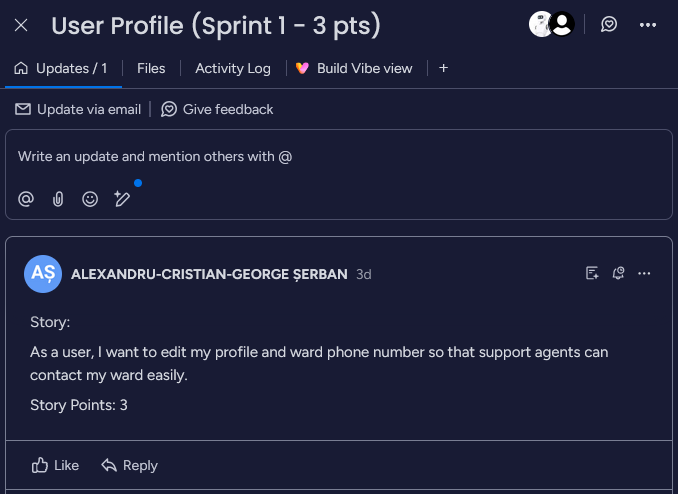 User Profile (Sprint 1 - 3 pts)
Updates / 1
Files
Activity Log
Build Vibe view
+
Update via email
Give feedback
Write an update and mention others with @
AȘ
ALEXANDRU-CRISTIAN-GEORGE ȘERBAN 3d
Story:
As a user, I want to edit my profile and ward phone number so that support agents can
contact my ward easily.
Story Points: 3
Like
Reply